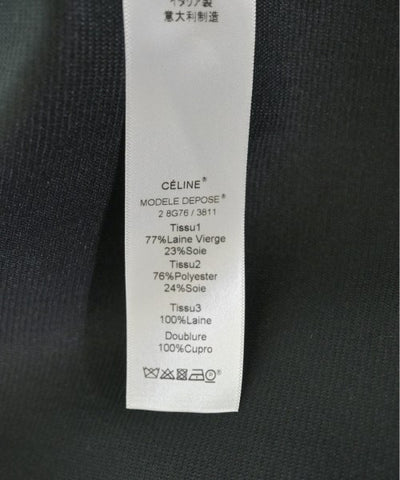 イタリア製
意大利制造
CÉLINE®
MODELE DEPOSE®
2 8G76 / 3811
Tissu1
77%Laine Vierge
23%Soie
Tissu2
76%Polyester
24%Soie
Tissu3
100%Laine
Doublure
100%Cupro